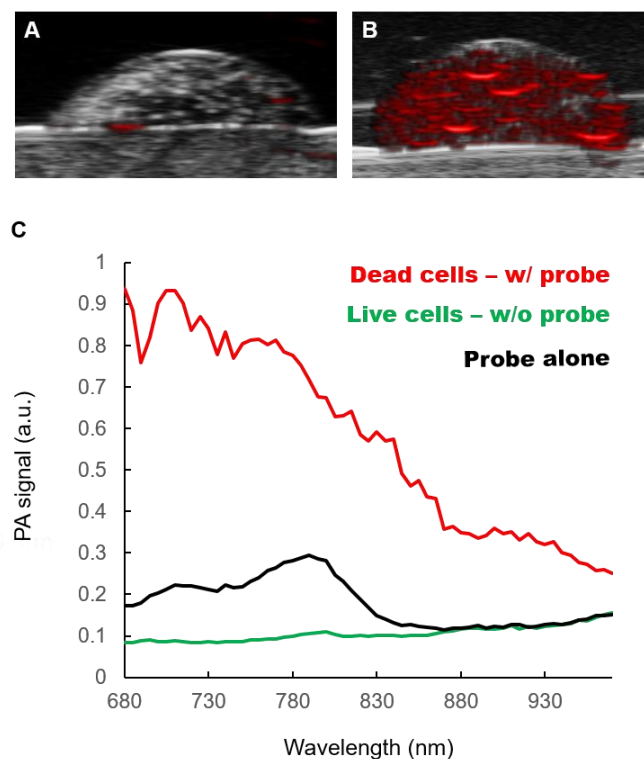 A
B
C
1
0.9
0.8
0.7
0.6
0.5
0.4
0.3
0.2
0.1
0
PA signal (a.u.)
Dead cells – w/ probe
Live cells – w/o probe
Probe alone
680 730 780 830 880 930
Wavelength (nm)